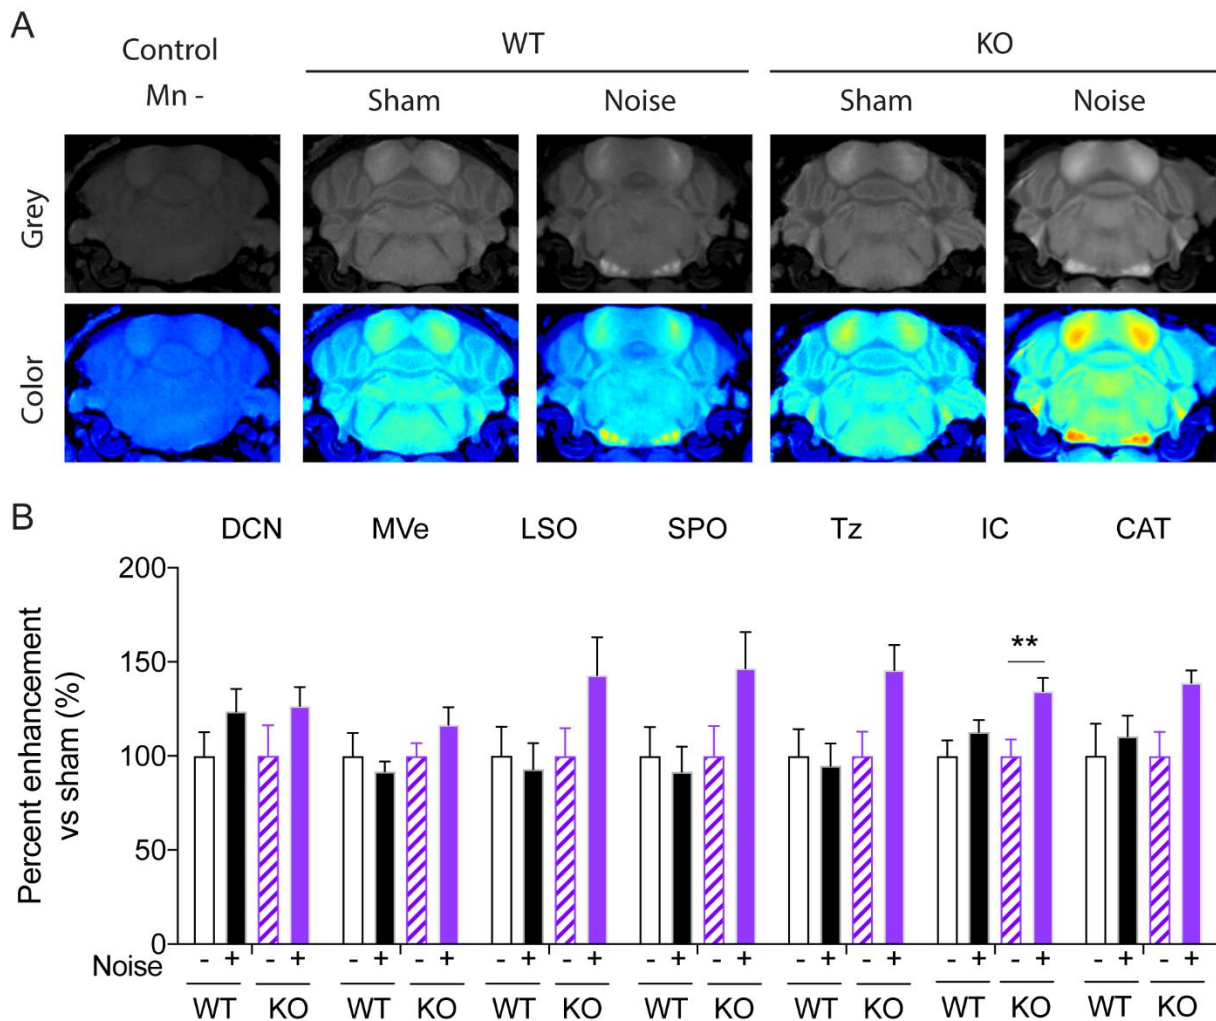 A
Control
Mn -
WT
KO
Sham
Noise
Sham
Noise
Grey
Color
B
DCN MVe LSO SPO Tz IC CAT
Percent enhancement
vs sham (%)
200
150
100
50
0
**
Noise - + - + - + - + - + - + - + - + - + - + - + - + - + - +
WT KO WT KO WT KO WT KO WT KO WT KO WT KO